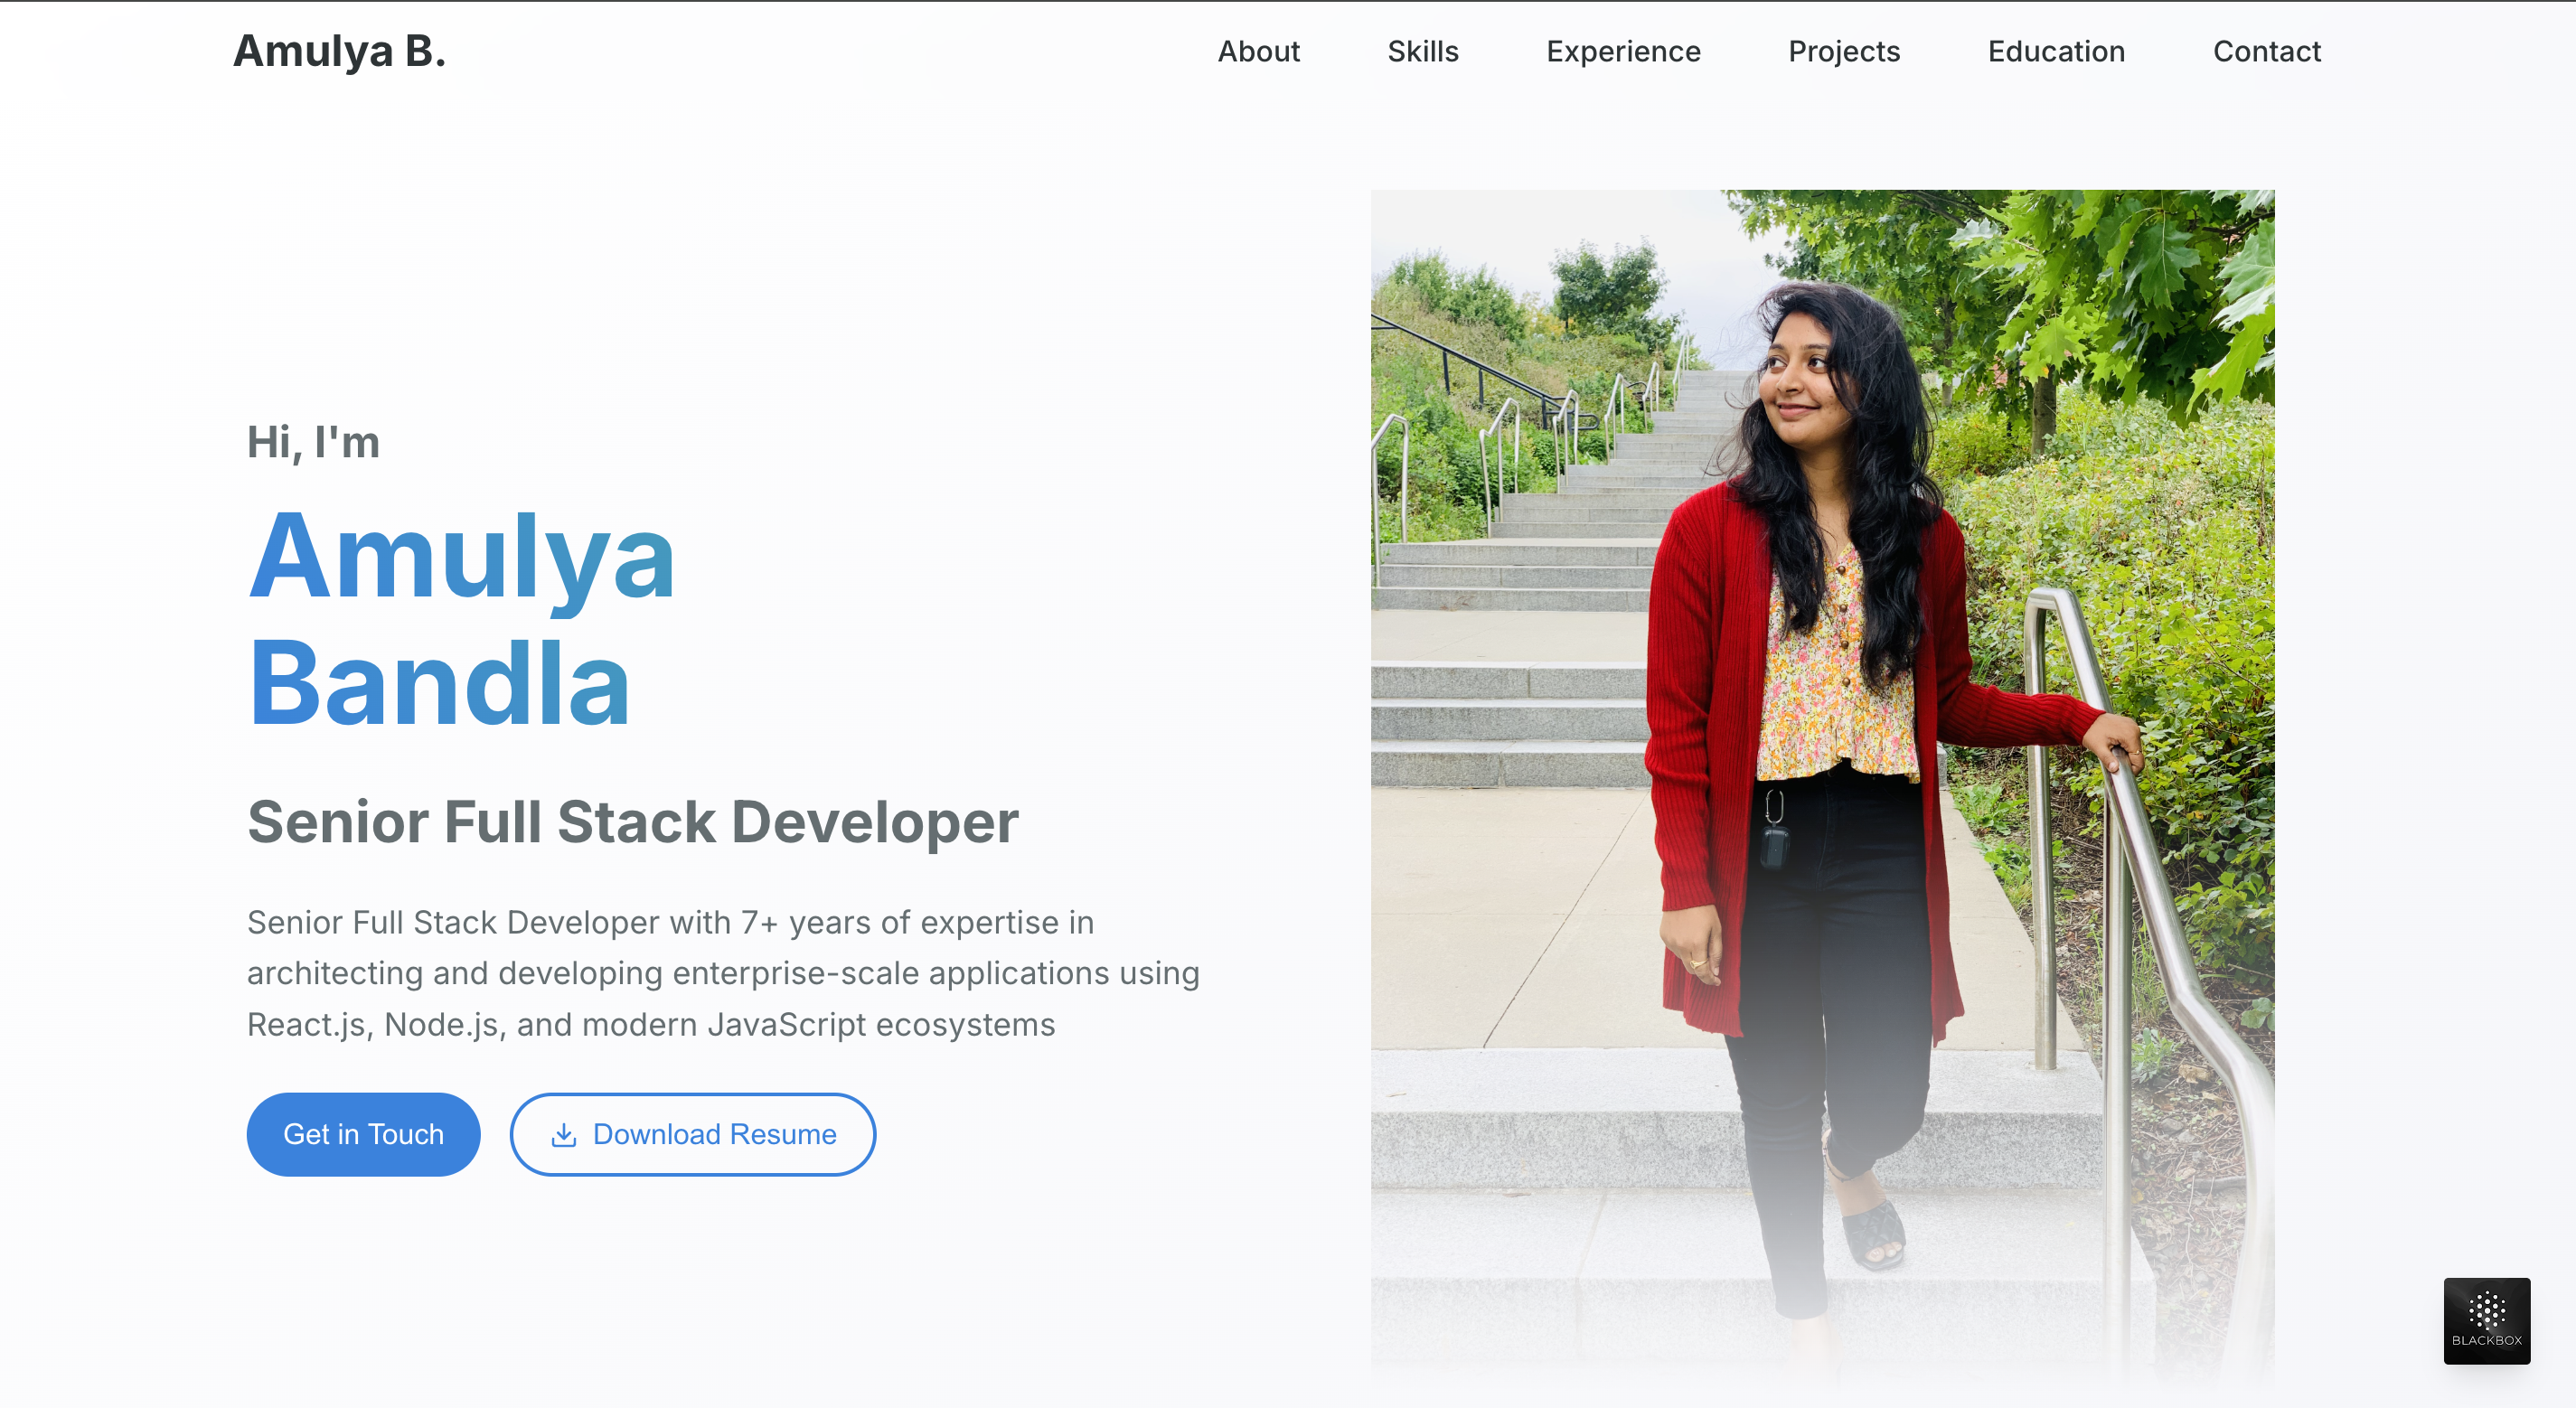 Amulya B.
About
Skills
Experience
Projects
Education
Contact
Hi, I'm
Amulya
Bandla
Senior Full Stack Developer
Senior Full Stack Developer with 7+ years of expertise in
architecting and developing enterprise-scale applications using
React.js, Node.js, and modern JavaScript ecosystems
Get in Touch
Download Resume
BLACKBOX